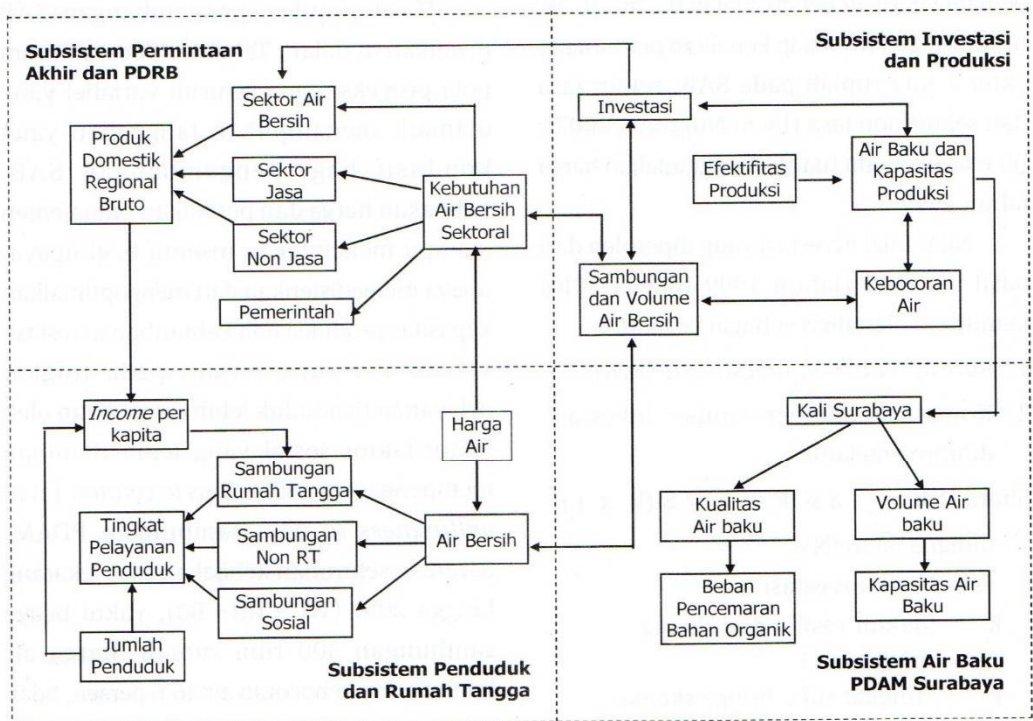 Subsistem Permintaan
Akhir dan PDRB
Sektor Air
Bersih
Produk
Domestik
Regional
Bruto
Sektor
Jasa
Sektor
Non Jasa
Pemerintah
Kebutuhan
Air Bersih
Sektoral
Subsistem Investasi
dan Produksi
Investasi
Efektifitas
Produksi
Air Baku dan
Kapasitas
Produksi
Sambungan
dan Volume
Air Bersih
Kebocoran
Air
Income per
kapita
Harga
Air
Sambungan
Rumah Tangga
Tingkat
Pelayanan
Penduduk
Sambungan
Non RT
Air Bersih
Sambungan
Sosial
Jumlah
Penduduk
Subsistem Penduduk
dan Rumah Tangga
Kali Surabaya
Kualitas
Air baku
Volume Air
baku
Beban
Pencemaran
Bahan Organik
Kapasitas Air
Baku
Subsistem Air Baku
PDAM Surabaya